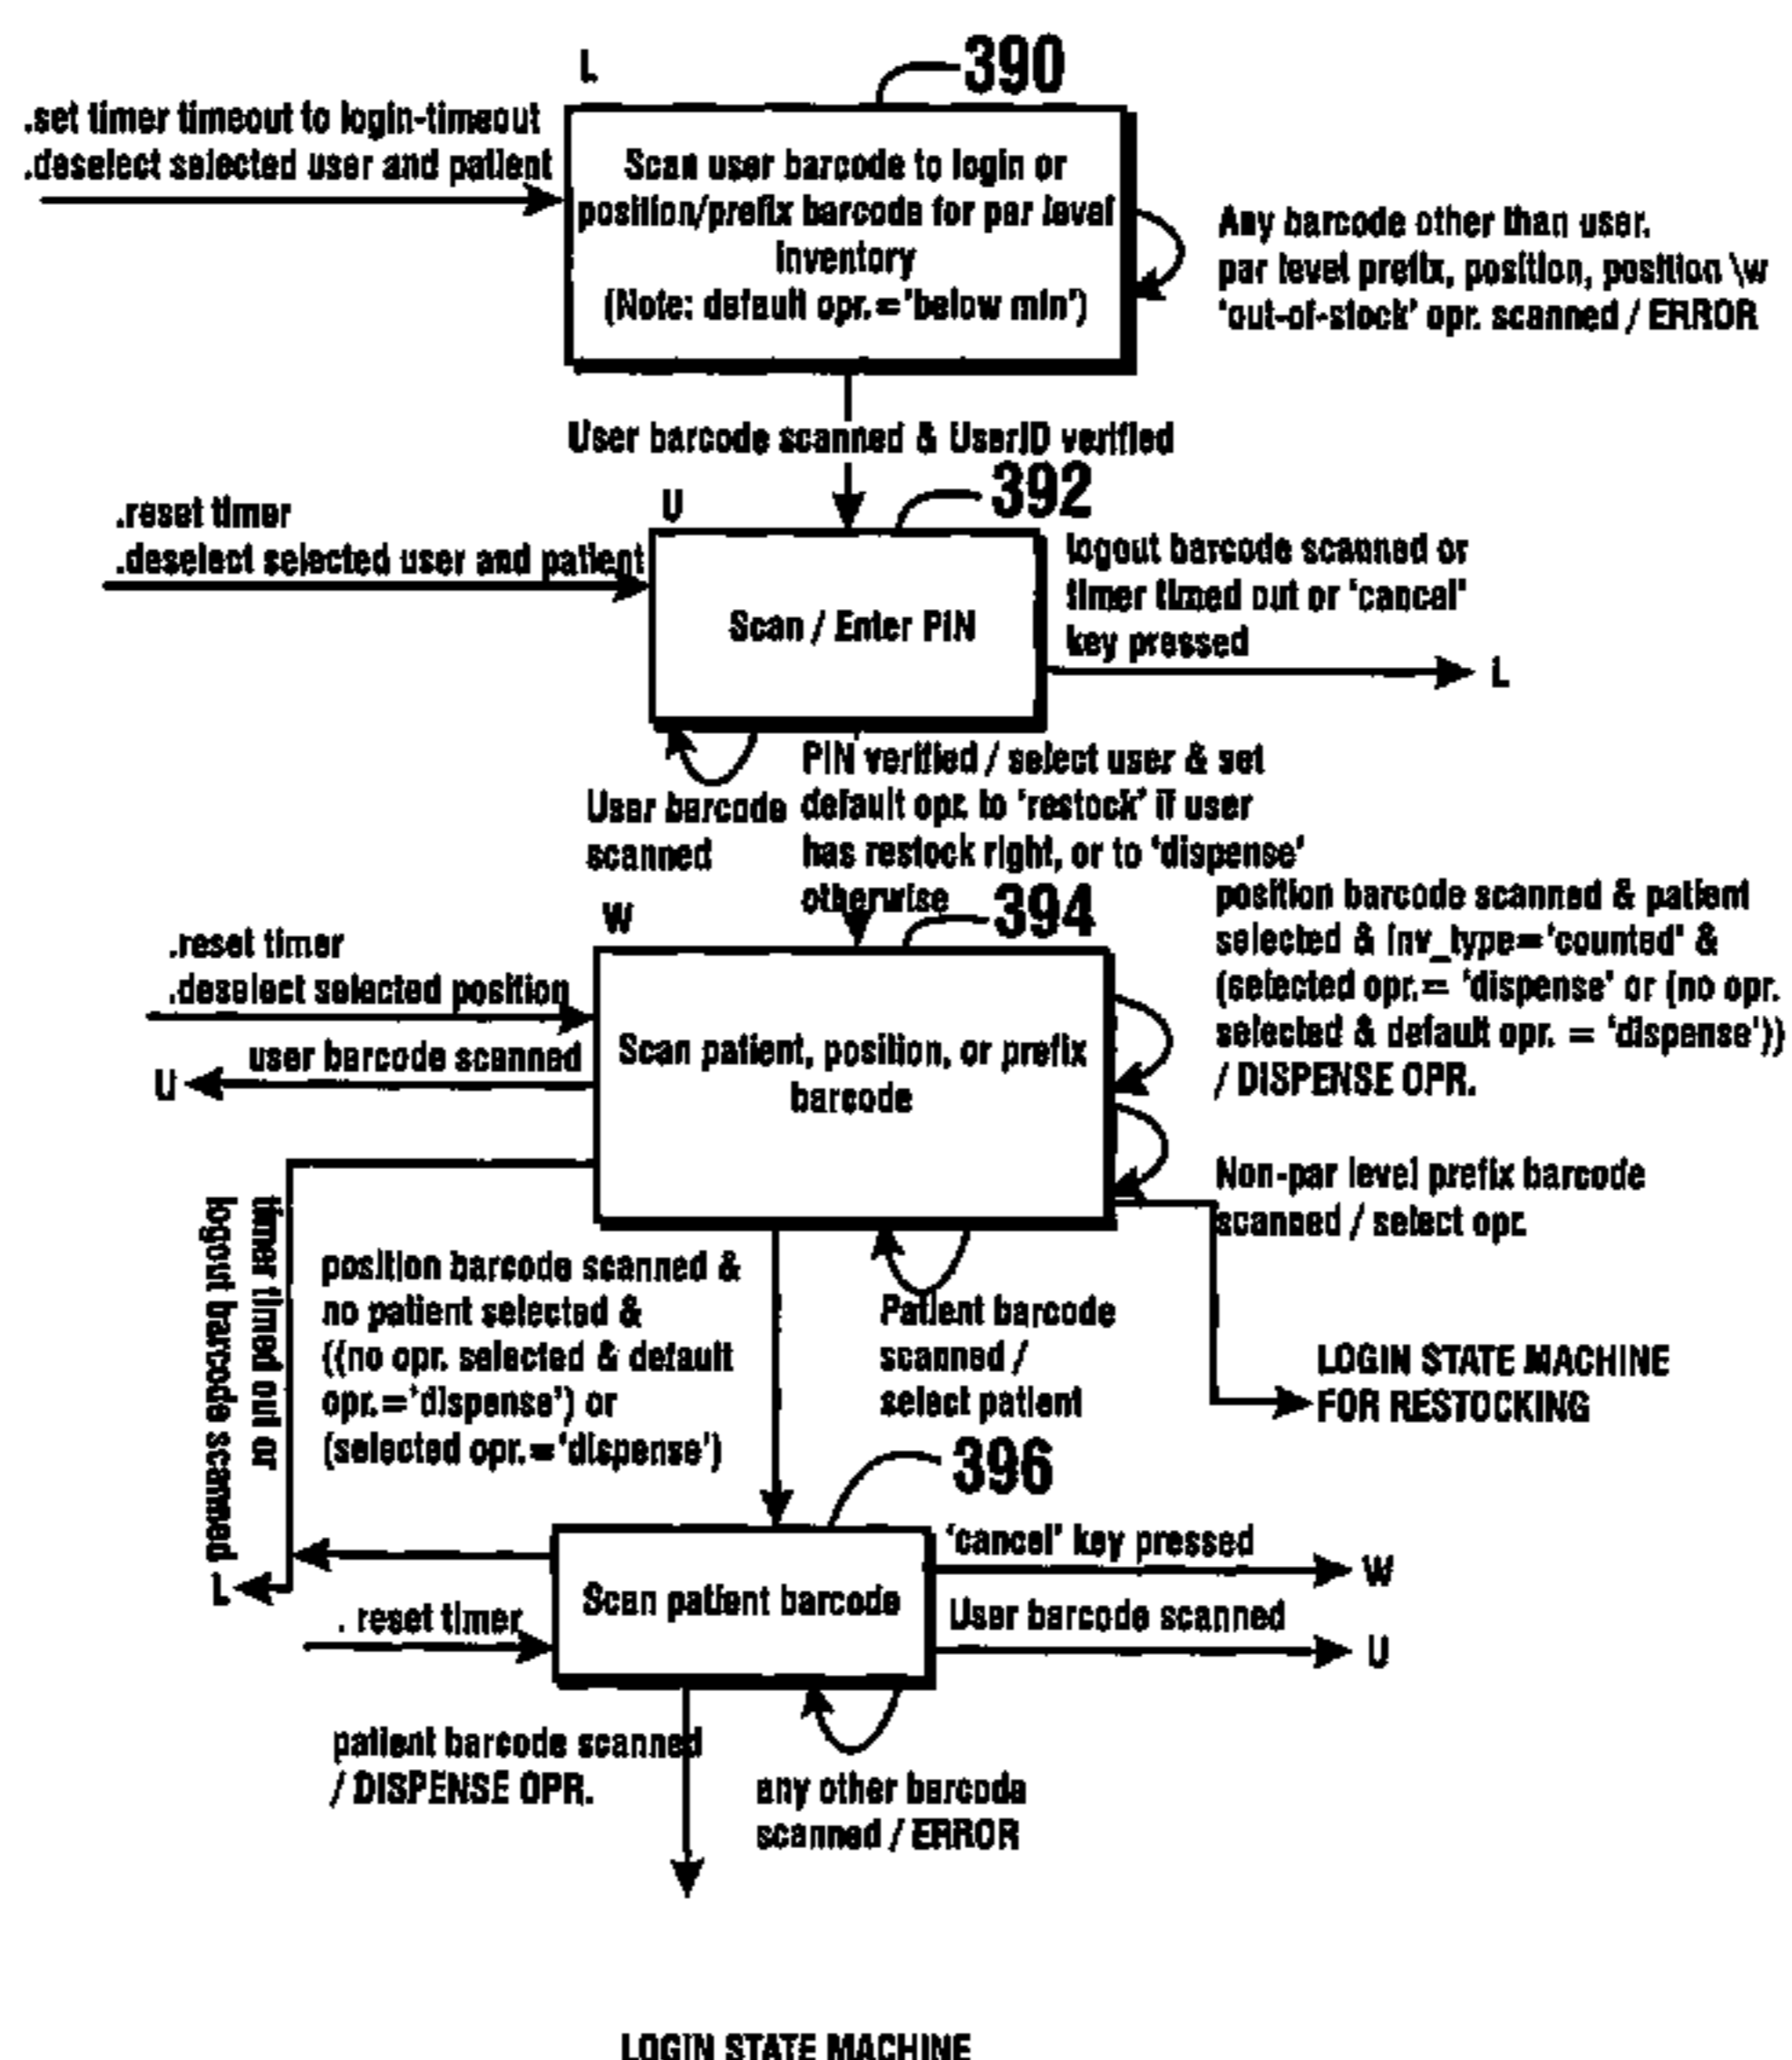 L
390
.set timer timeout to login-timeout
.deselect selected user and patient
Scan user barcode to login or
position/prefix barcode for par level
inventory
(Note: default opr.='below min')
Any barcode other than user.
par level prefix, position, position \w
'out-of-stock' opr. scanned / ERROR
User barcode scanned & UserID verified
U
392
.reset timer
.deselect selected user and patient
Scan / Enter PIN
logout barcode scanned or
timer timed out or 'cancel'
key pressed
L
User barcode
scanned
PIN verified / select user & set
default opr. to 'restock' if user
has restock right, or to 'dispense'
otherwise
W
394
.reset timer
.deselect selected position
user barcode scanned
U
Scan patient, position, or prefix
barcode
position barcode scanned & patient
selected & inv_type='counted' &
(selected opr.= 'dispense' or (no opr.
selected & default opr. = 'dispense'))
/ DISPENSE OPR.
Non-par level prefix barcode
scanned / select opr.
timer timed out or
logout barcode scanned
position barcode scanned &
no patient selected &
((no opr. selected & default
opr.='dispense') or
(selected opr.='dispense')
Patient barcode
scanned /
select patient
LOGIN STATE MACHINE
FOR RESTOCKING
396
L
. reset timer
Scan patient barcode
'cancel' key pressed
W
User barcode scanned
U
patient barcode scanned
/ DISPENSE OPR.
any other barcode
scanned / ERROR
LOGIN STATE MACHINE